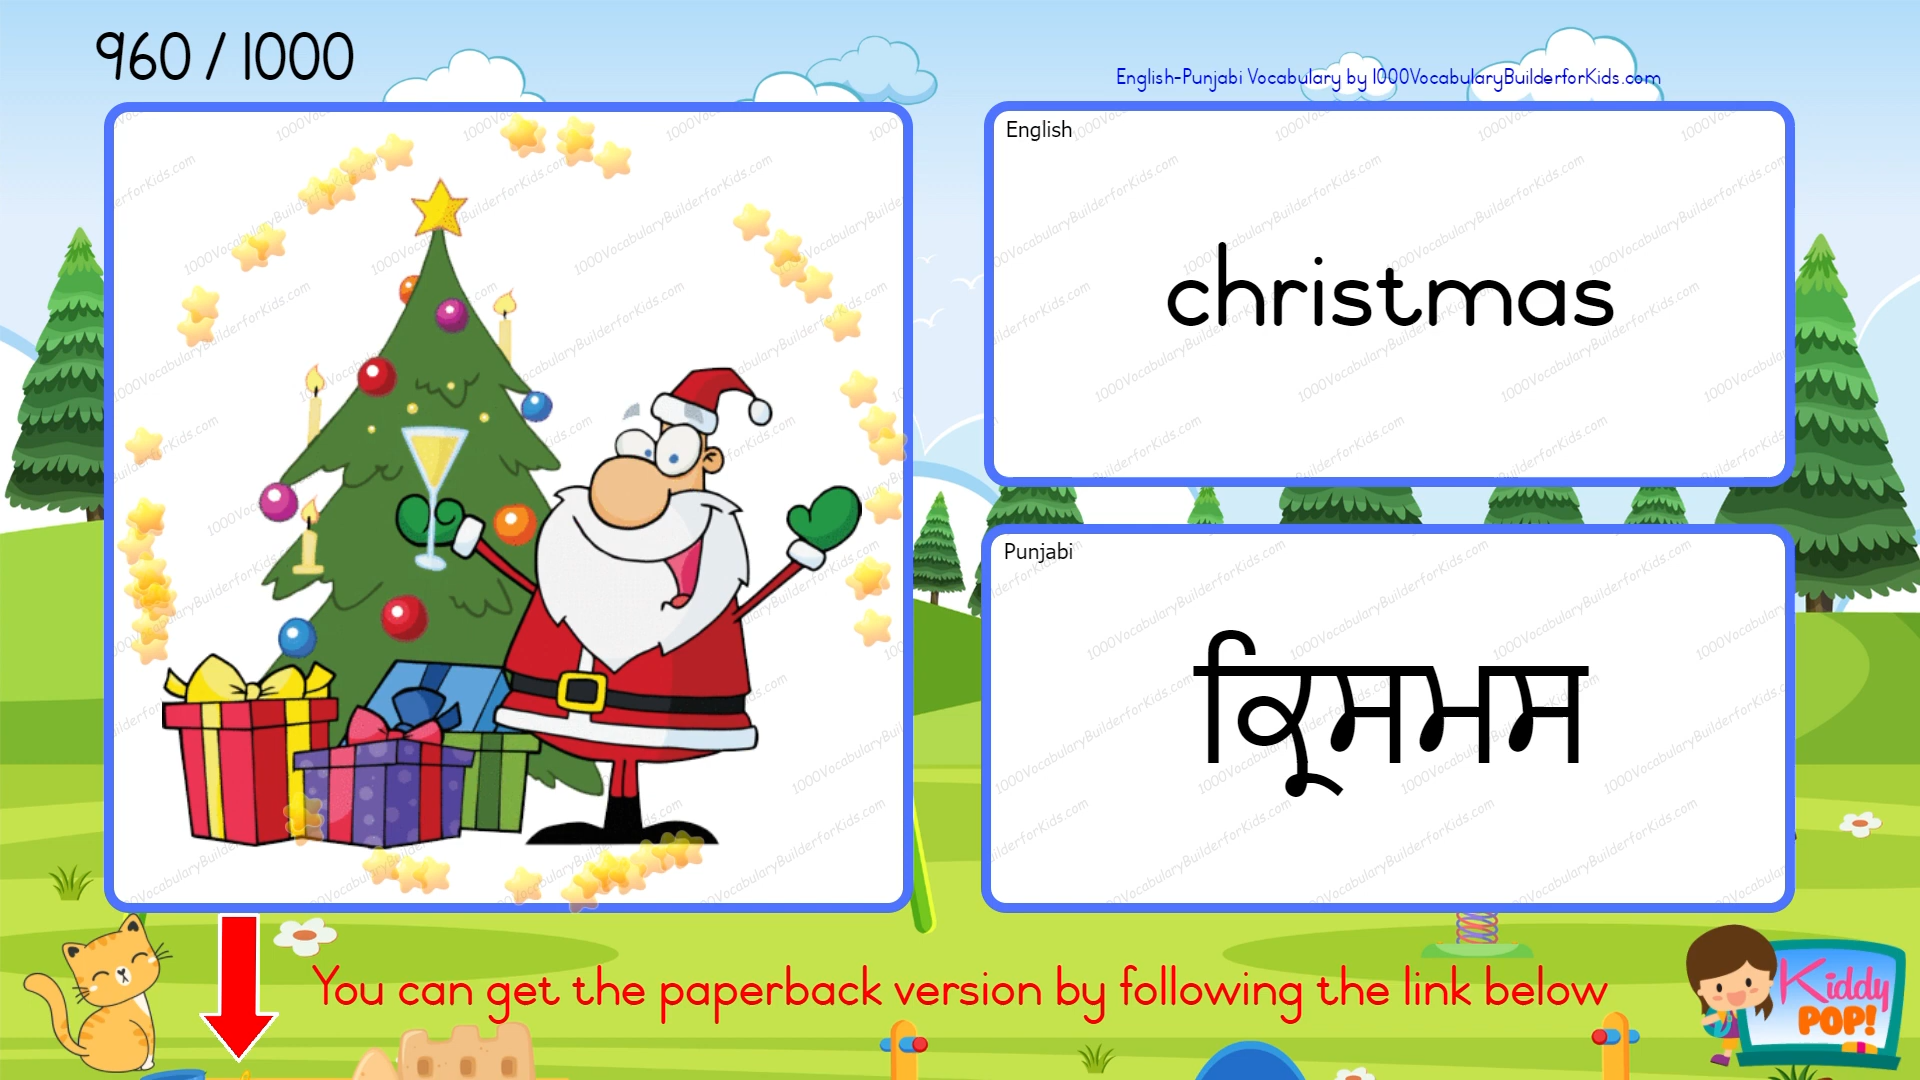 960 / 1000
English-Punjabi Vocabulary by 1000VocabularyBuilderforKids.com
English
christmas
Punjabi
ਕ੍ਰਿਸਮਸ
You can get the paperback version by following the link below
Kiddy
POP!